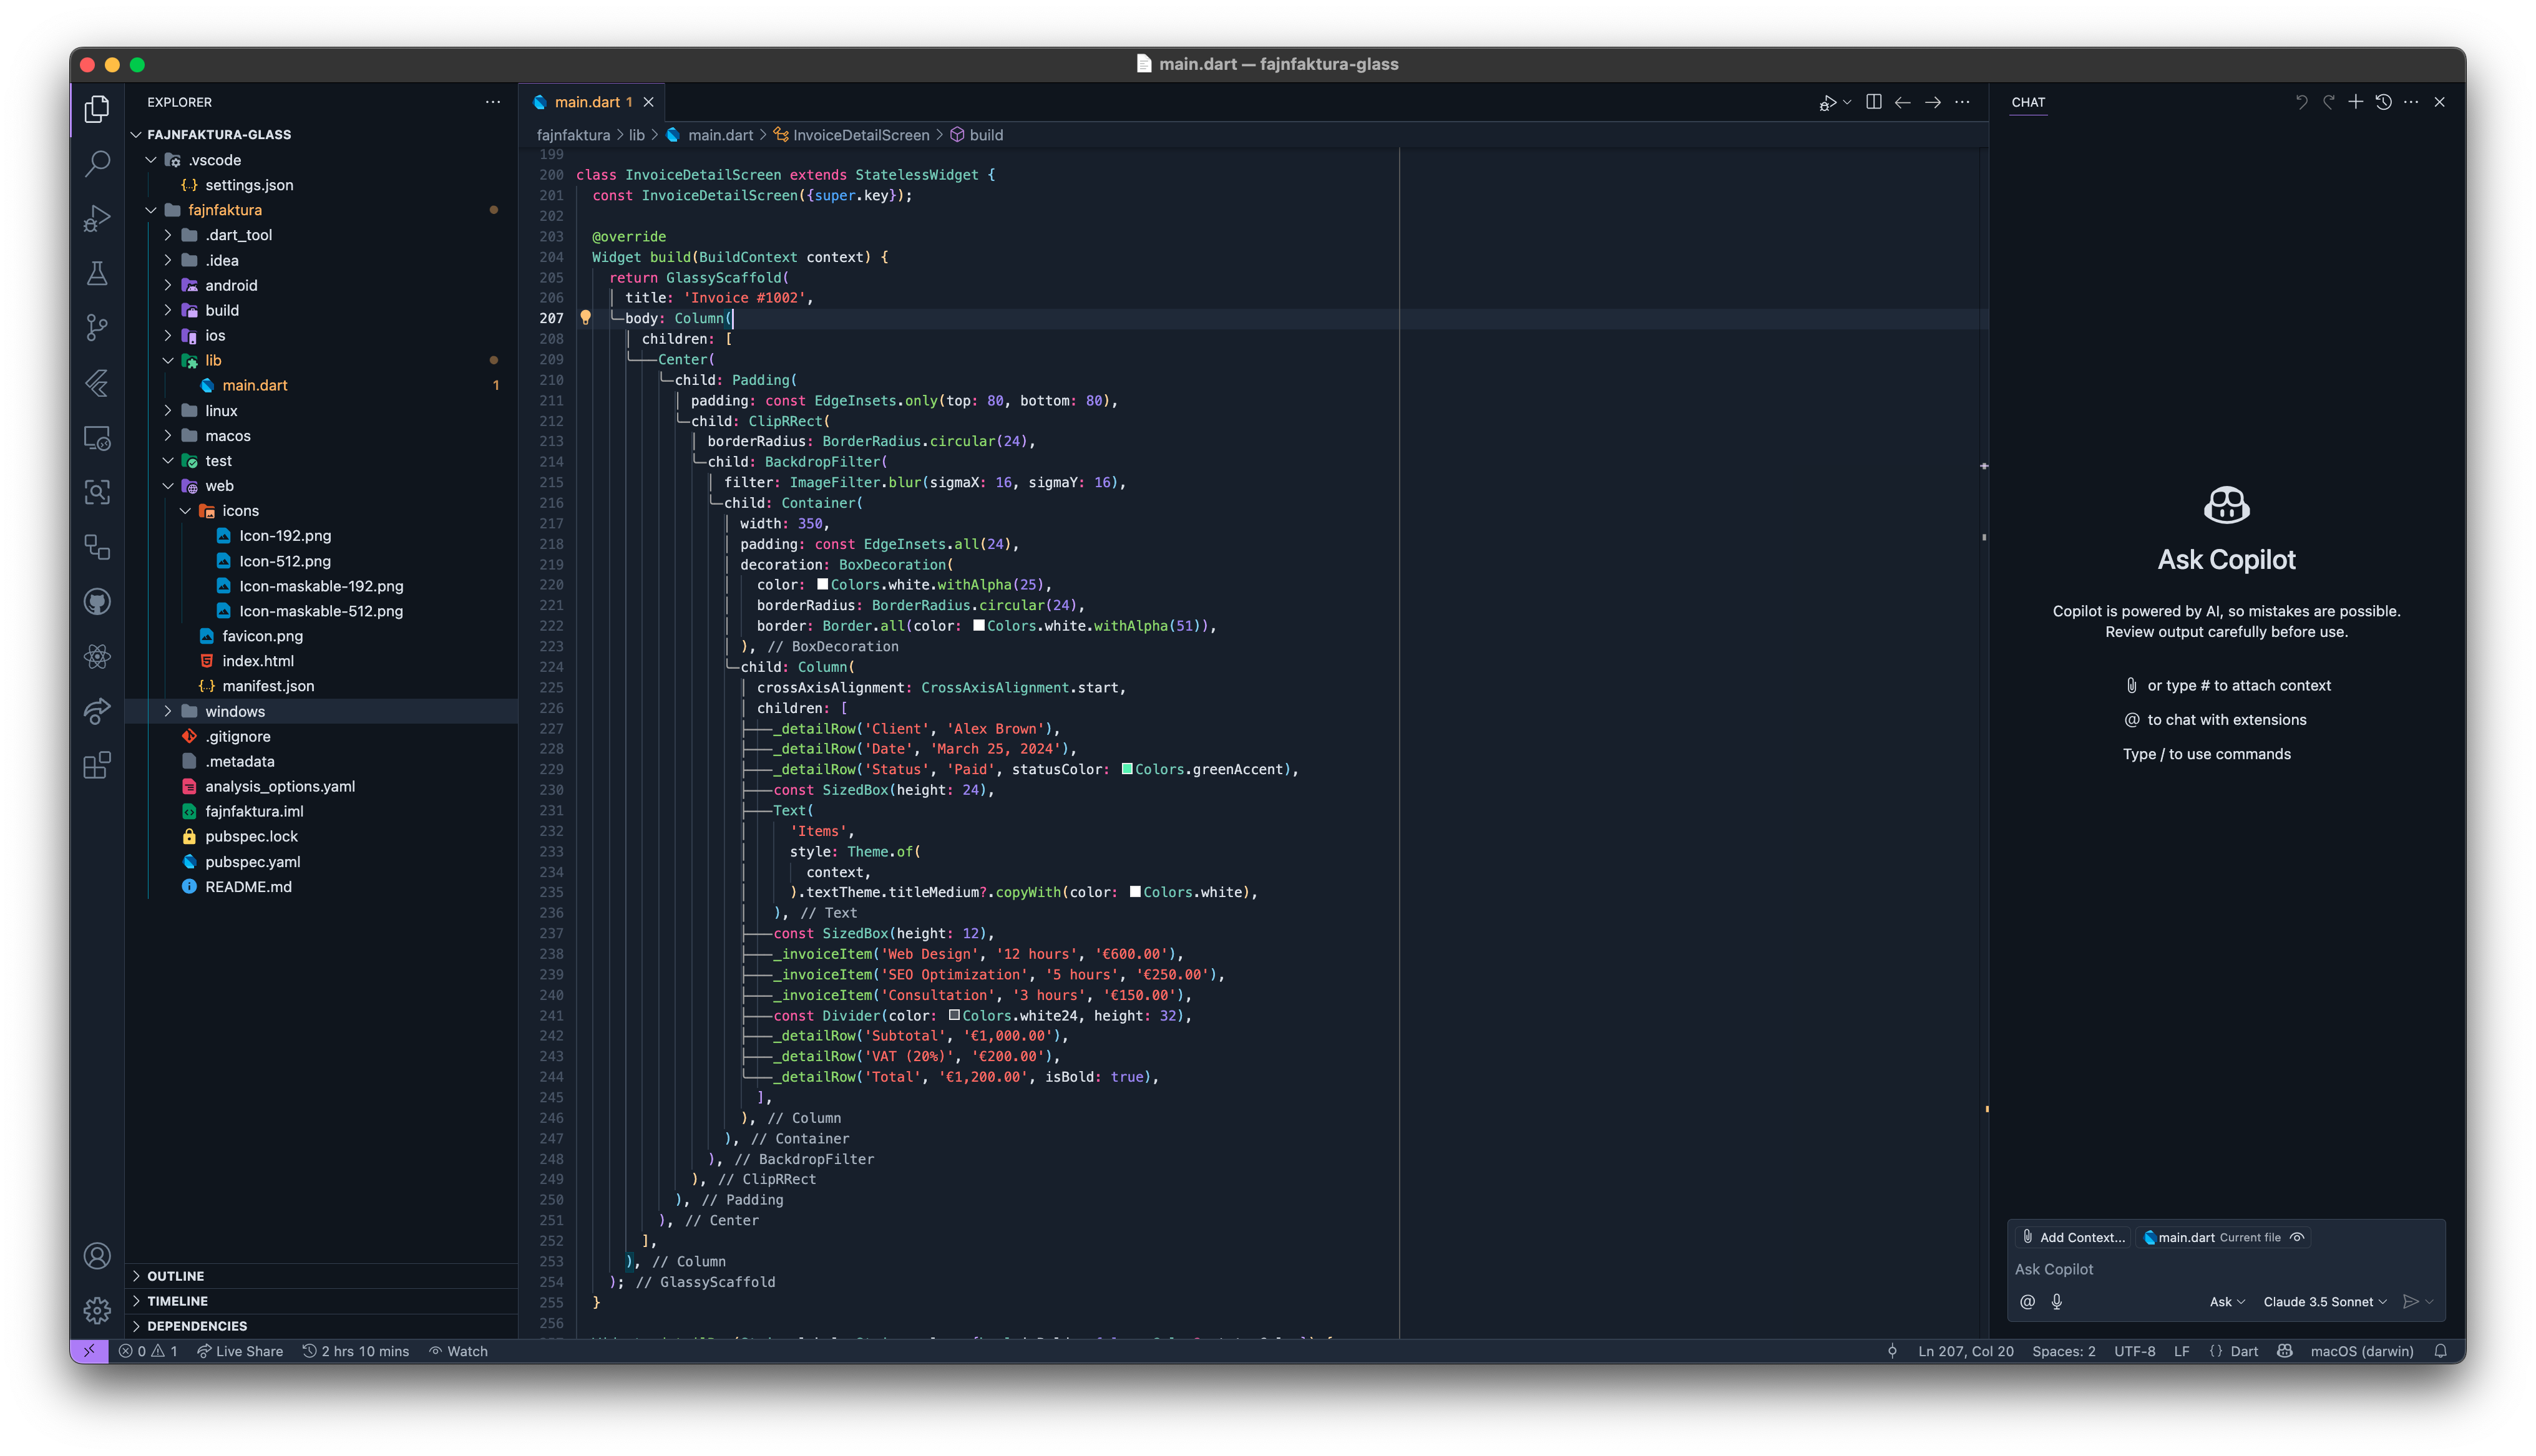 main.dart — fajnfaktura-glass
EXPLORER
FAJNFAKTURA-GLASS
.vscode
settings.json
fajnfaktura
.dart_tool
.idea
android
build
ios
lib
main.dart 1
linux
macos
test
web
icons
Icon-192.png
Icon-512.png
Icon-maskable-192.png
Icon-maskable-512.png
favicon.png
index.html
manifest.json
windows
.gitignore
.metadata
analysis_options.yaml
fajnfaktura.iml
pubspec.lock
pubspec.yaml
README.md
OUTLINE
TIMELINE
DEPENDENCIES
main.dart 1
fajnfaktura > lib > main.dart > InvoiceDetailScreen > build
199
200 class InvoiceDetailScreen extends StatelessWidget {
201 const InvoiceDetailScreen({super.key});
202
203 @override
204 Widget build(BuildContext context) {
205 return GlassyScaffold(
206 title: 'Invoice #1002',
207 body: Column(
208 children: [
209 Center(
210 child: Padding(
211 padding: const EdgeInsets.only(top: 80, bottom: 80),
212 child: ClipRRect(
213 borderRadius: BorderRadius.circular(24),
214 child: BackdropFilter(
215 filter: ImageFilter.blur(sigmaX: 16, sigmaY: 16),
216 child: Container(
217 width: 350,
218 padding: const EdgeInsets.all(24),
219 decoration: BoxDecoration(
220 color: Colors.white.withAlpha(25),
221 borderRadius: BorderRadius.circular(24),
222 border: Border.all(color: Colors.white.withAlpha(51)),
223 ), // BoxDecoration
224 child: Column(
225 crossAxisAlignment: CrossAxisAlignment.start,
226 children: [
227 _detailRow('Client', 'Alex Brown'),
228 _detailRow('Date', 'March 25, 2024'),
229 _detailRow('Status', 'Paid', statusColor: Colors.greenAccent),
230 const SizedBox(height: 24),
231 Text(
232 'Items',
233 style: Theme.of(
234 context,
235 ).textTheme.titleMedium?.copyWith(color: Colors.white),
236 ), // Text
237 const SizedBox(height: 12),
238 _invoiceItem('Web Design', '12 hours', '€600.00'),
239 _invoiceItem('SEO Optimization', '5 hours', '€250.00'),
240 _invoiceItem('Consultation', '3 hours', '€150.00'),
241 const Divider(color: Colors.white24, height: 32),
242 _detailRow('Subtotal', '€1,000.00'),
243 _detailRow('VAT (20%)', '€200.00'),
244 _detailRow('Total', '€1,200.00', isBold: true),
245 ],
246 ), // Column
247 ), // Container
248 ), // BackdropFilter
249 ), // ClipRRect
250 ), // Padding
251 ), // Center
252 ],
253 ), // Column
254 ); // GlassyScaffold
255 }
256
CHAT
Ask Copilot
Copilot is powered by AI, so mistakes are possible.
Review output carefully before use.
or type # to attach context
@ to chat with extensions
Type / to use commands
Add Context... main.dart Current file
Ask Copilot
@ Ask Claude 3.5 Sonnet
0 1 Live Share 2 hrs 10 mins Watch
Ln 207, Col 20 Spaces: 2 UTF-8 LF {} Dart macOS (darwin)